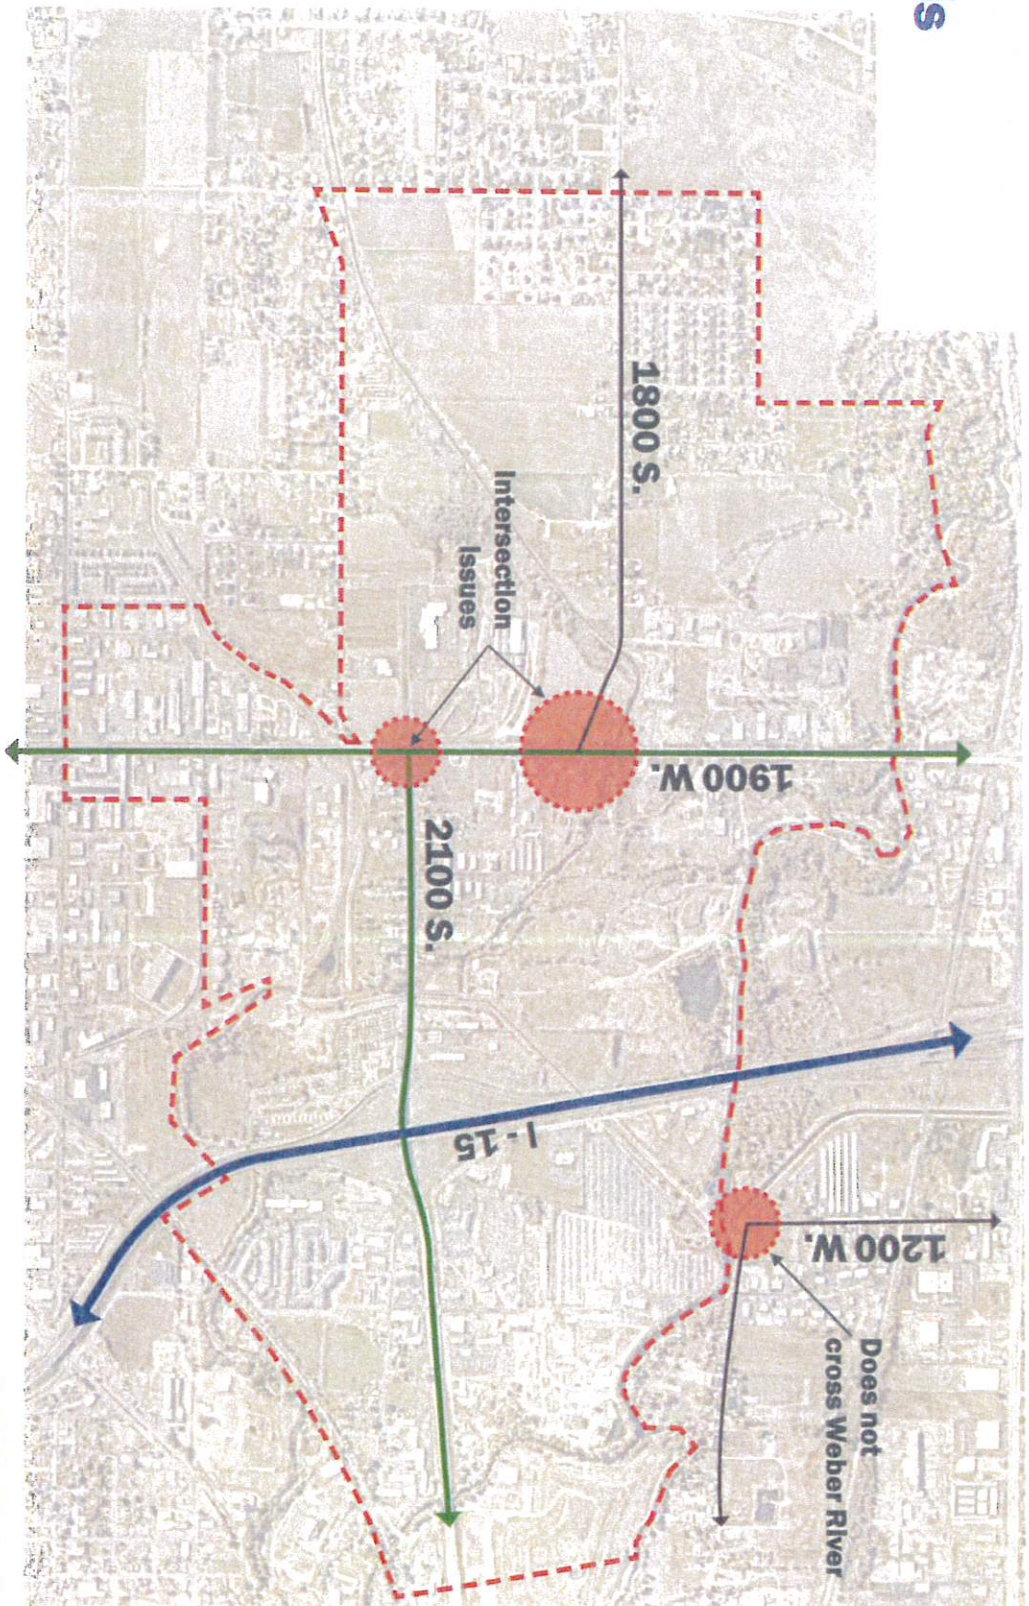 s
1800 S.
Intersection
Issues
1900 W.
2100 S.
I - 15
1200 W.
Does not
cross Weber River